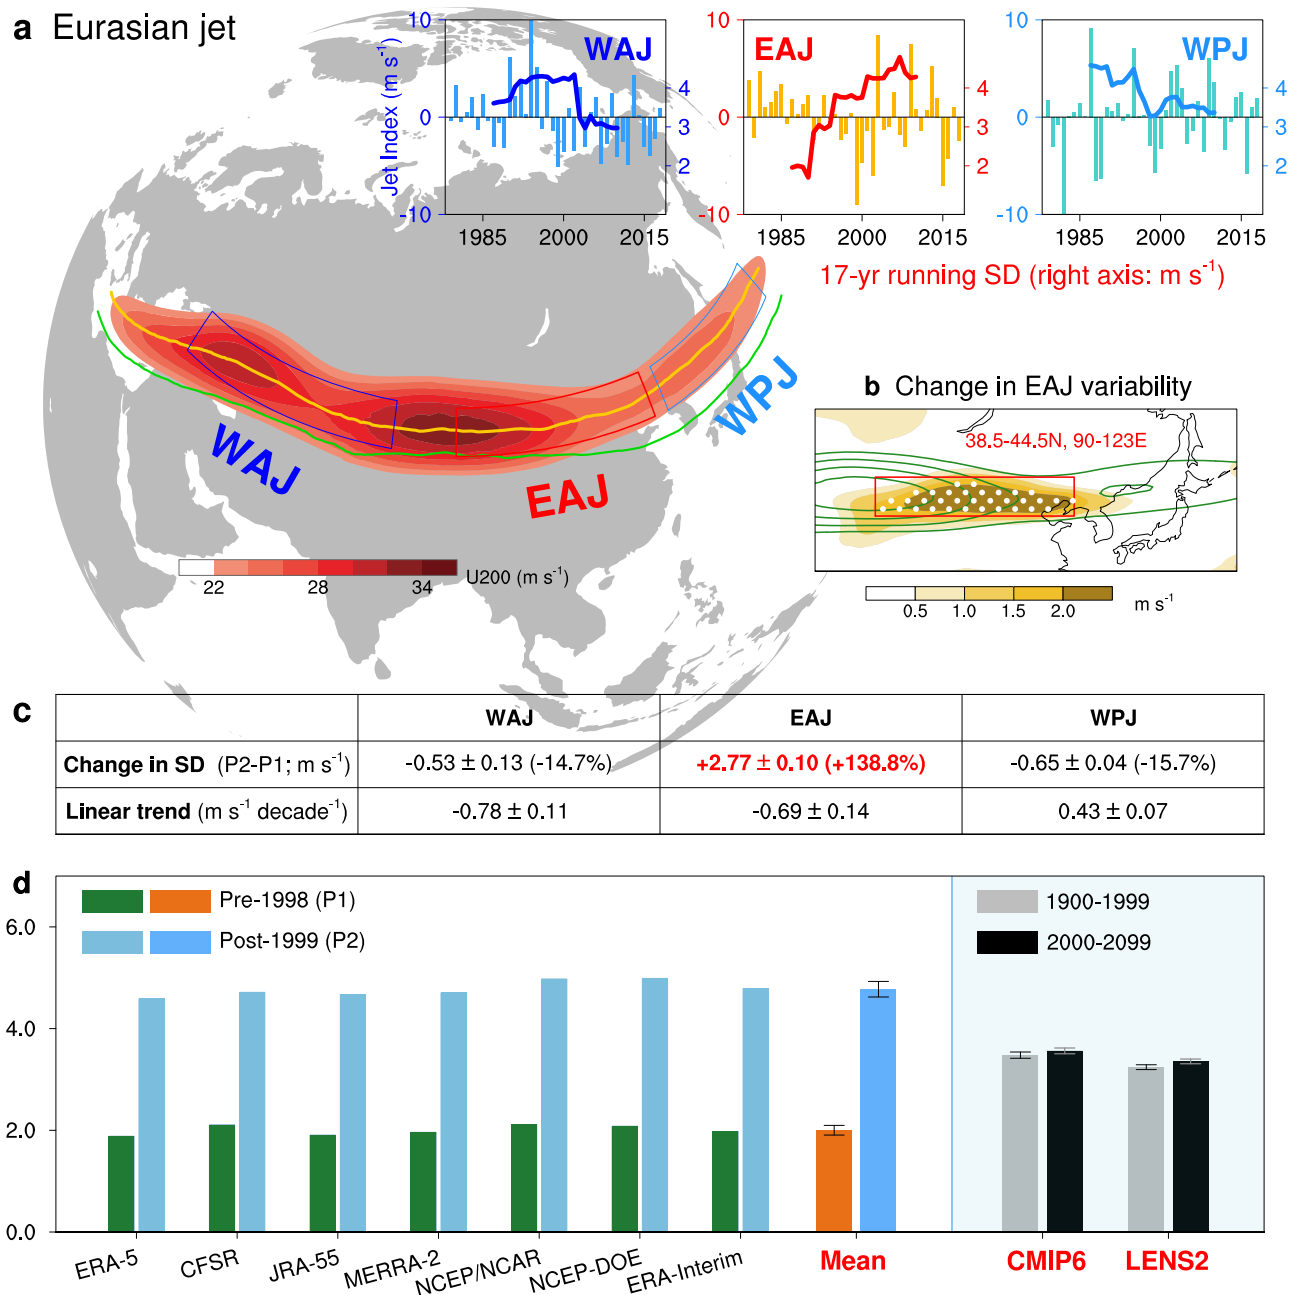 a Eurasian jet
Jet Index (m s⁻¹)
10
0
-10
WAJ
4
3
2
1985 2000 2015
10
0
-10
EAJ
4
3
2
1985 2000 2015
10
0
-10
WPJ
4
3
2
1985 2000 2015
17-yr running SD (right axis: m s⁻¹)
WAJ
EAJ
WPJ
22 28 34 U200 (m s⁻¹)
b Change in EAJ variability
38.5-44.5N, 90-123E
0.5 1.0 1.5 2.0 m s⁻¹
c
WAJ EAJ WPJ
Change in SD (P2-P1; m s⁻¹) -0.53 ± 0.13 (-14.7%) +2.77 ± 0.10 (+138.8%) -0.65 ± 0.04 (-15.7%)
Linear trend (m s⁻¹ decade⁻¹) -0.78 ± 0.11 -0.69 ± 0.14 0.43 ± 0.07
d
Pre-1998 (P1)
Post-1999 (P2)
1900-1999
2000-2099
6.0
4.0
2.0
0.0
ERA-5 CFSR JRA-55 MERRA-2 NCEP/NCAR NCEP-DOE ERA-Interim Mean CMIP6 LENS2